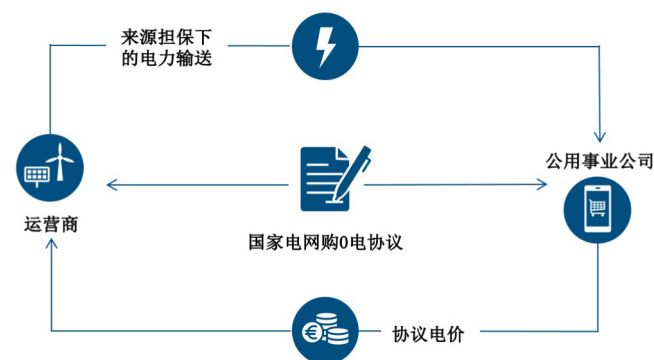 来源担保下
的电力输送
公用事业公司
运营商
国家电网购0电协议
协议电价